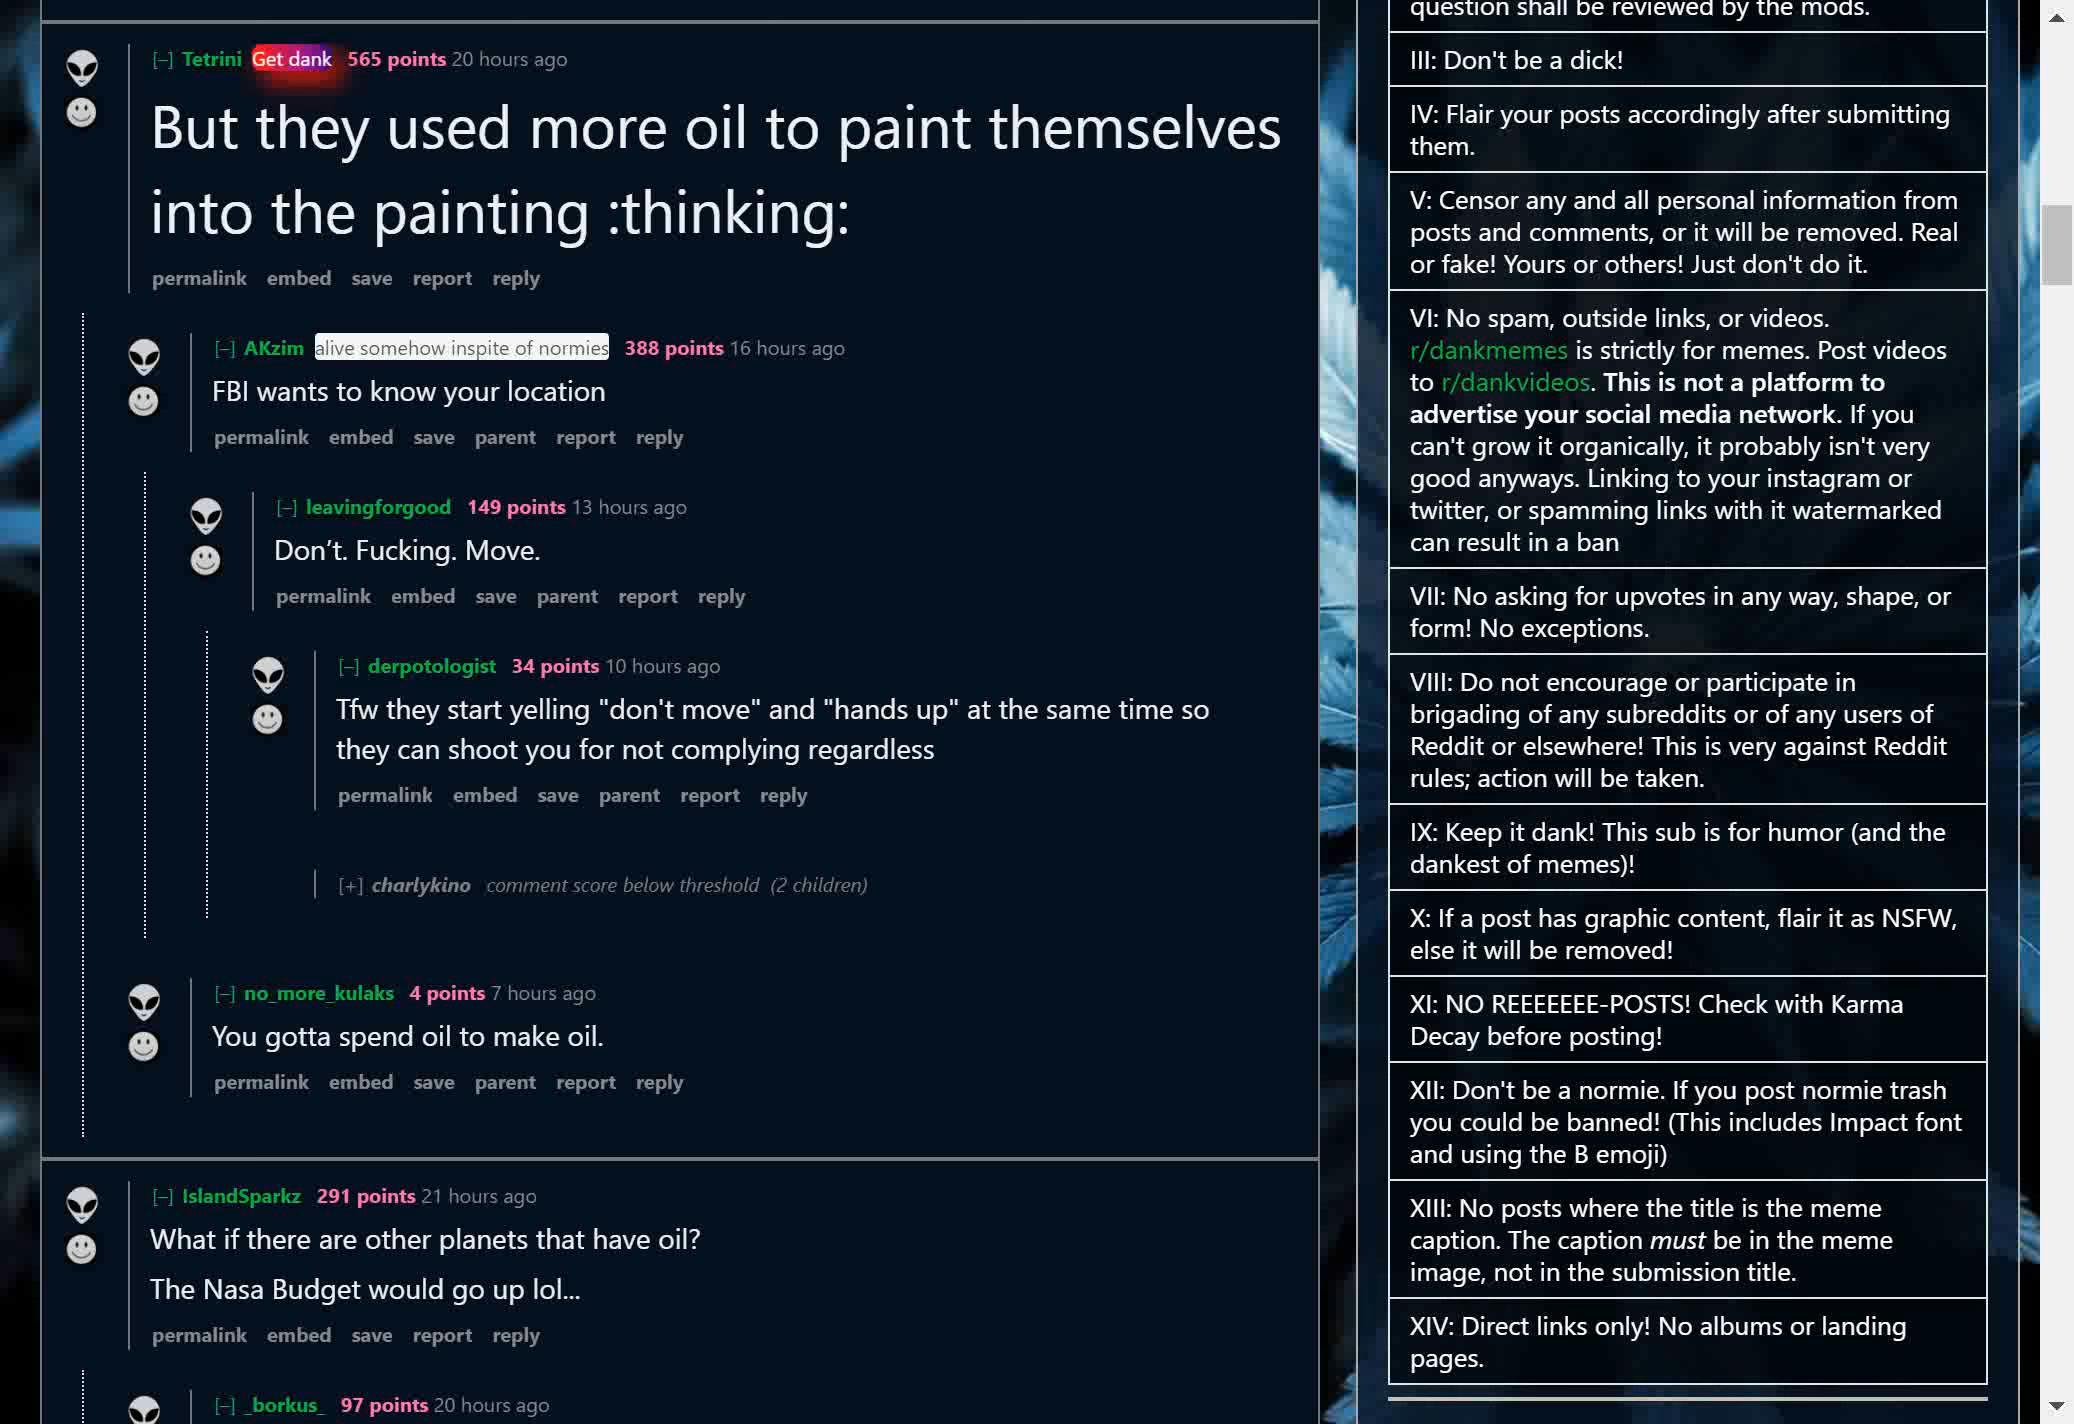 [–] Tetrini Get dank 565 points 20 hours ago
But they used more oil to paint themselves
into the painting :thinking:
permalink embed save report reply
[–] AKzim alive somehow inspite of normies 388 points 16 hours ago
FBI wants to know your location
permalink embed save parent report reply
[–] leavingforgood 149 points 13 hours ago
Don’t. Fucking. Move.
permalink embed save parent report reply
[–] derpotologist 34 points 10 hours ago
Tfw they start yelling "don't move" and "hands up" at the same time so
they can shoot you for not complying regardless
permalink embed save parent report reply
[+] charlykino comment score below threshold (2 children)
[–] no_more_kulaks 4 points 7 hours ago
You gotta spend oil to make oil.
permalink embed save parent report reply
[–] IslandSparkz 291 points 21 hours ago
What if there are other planets that have oil?
The Nasa Budget would go up lol...
permalink embed save report reply
[–] _borkus_ 97 points 20 hours ago
question shall be reviewed by the mods.
III: Don't be a dick!
IV: Flair your posts accordingly after submitting
them.
V: Censor any and all personal information from
posts and comments, or it will be removed. Real
or fake! Yours or others! Just don't do it.
VI: No spam, outside links, or videos.
r/dankmemes is strictly for memes. Post videos
to r/dankvideos. This is not a platform to
advertise your social media network. If you
can't grow it organically, it probably isn't very
good anyways. Linking to your instagram or
twitter, or spamming links with it watermarked
can result in a ban
VII: No asking for upvotes in any way, shape, or
form! No exceptions.
VIII: Do not encourage or participate in
brigading of any subreddits or of any users of
Reddit or elsewhere! This is very against Reddit
rules; action will be taken.
IX: Keep it dank! This sub is for humor (and the
dankest of memes)!
X: If a post has graphic content, flair it as NSFW,
else it will be removed!
XI: NO REEEEEEE-POSTS! Check with Karma
Decay before posting!
XII: Don't be a normie. If you post normie trash
you could be banned! (This includes Impact font
and using the B emoji)
XIII: No posts where the title is the meme
caption. The caption must be in the meme
image, not in the submission title.
XIV: Direct links only! No albums or landing
pages.